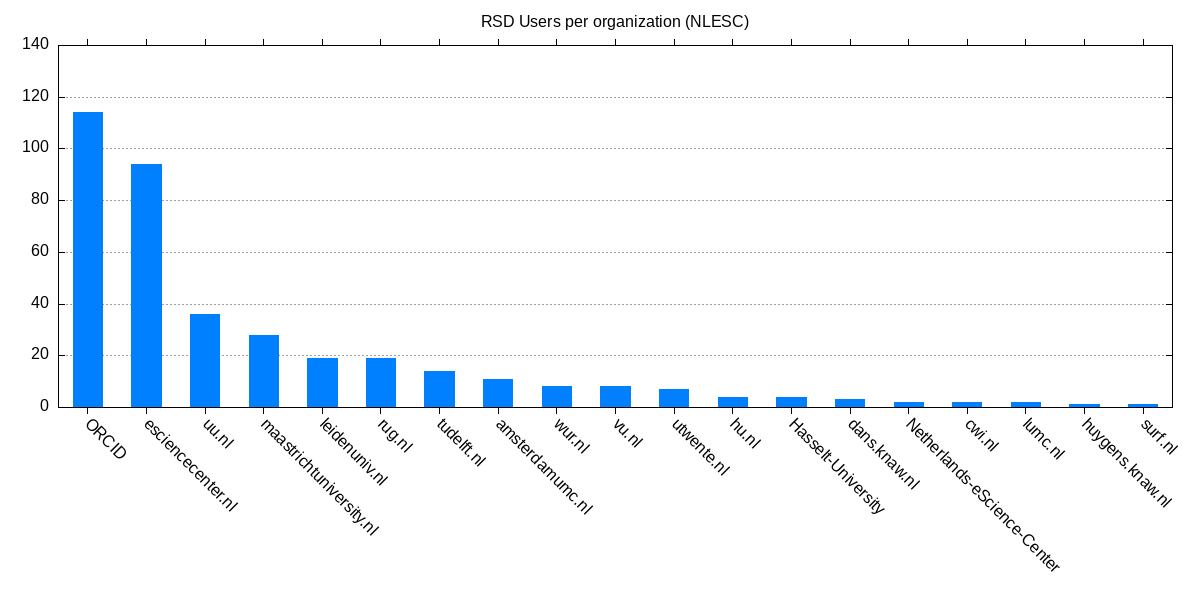 RSD Users per organization (NLESC)
140
120
100
80
60
40
20
0
ORCID
esciencecenter.nl
uu.nl
maastrichtuniversity.nl
leidenuniv.nl
rug.nl
tudelft.nl
amsterdamumc.nl
wur.nl
vu.nl
utwente.nl
hu.nl
Hasselt-University
dans.knaw.nl
Netherlands-eScience-Center
cwi.nl
lumc.nl
huygens.knaw.nl
surf.nl